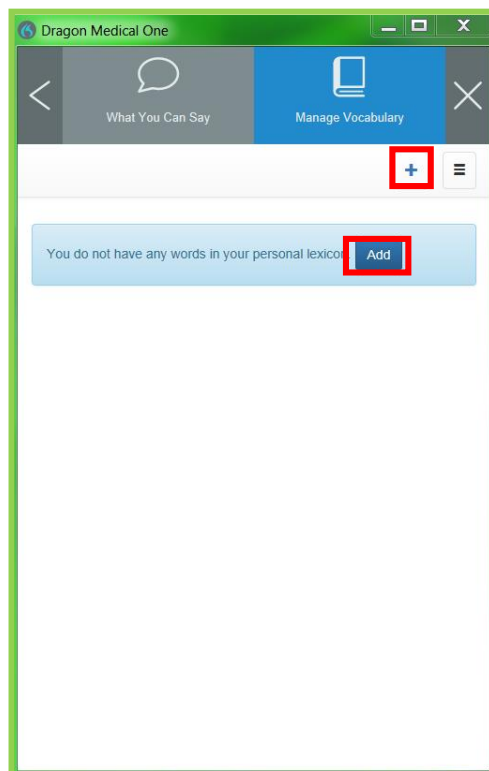 Dragon Medical One
What You Can Say
Manage Vocabulary
You do not have any words in your personal lexicon
Add